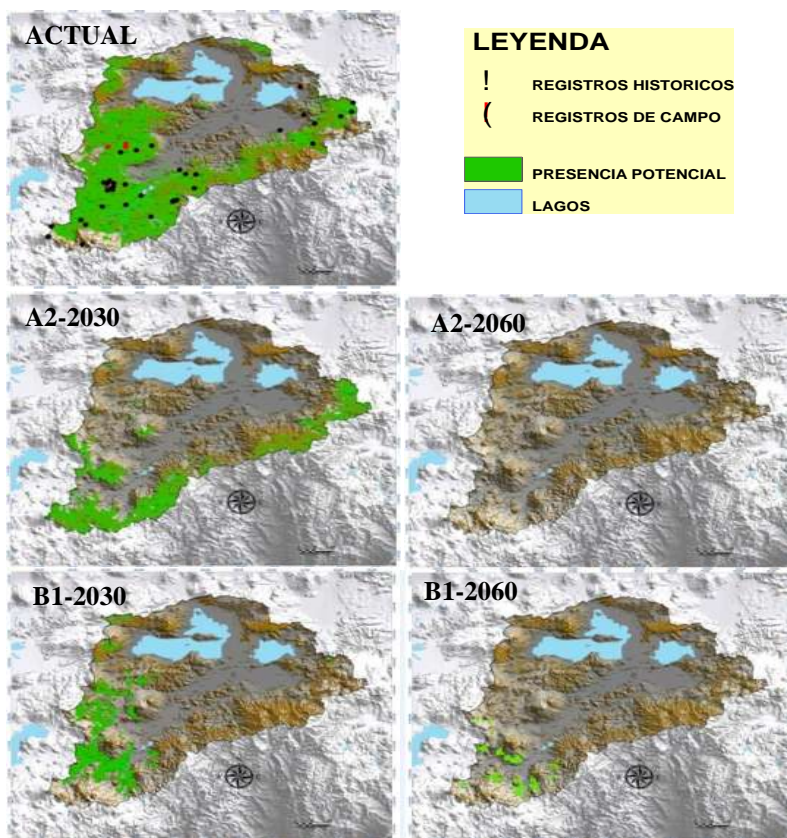 ACTUAL
LEYENDA
! REGISTROS HISTORICOS
( REGISTROS DE CAMPO
PRESENCIA POTENCIAL
LAGOS
A2-2030
A2-2060
B1-2030
B1-2060